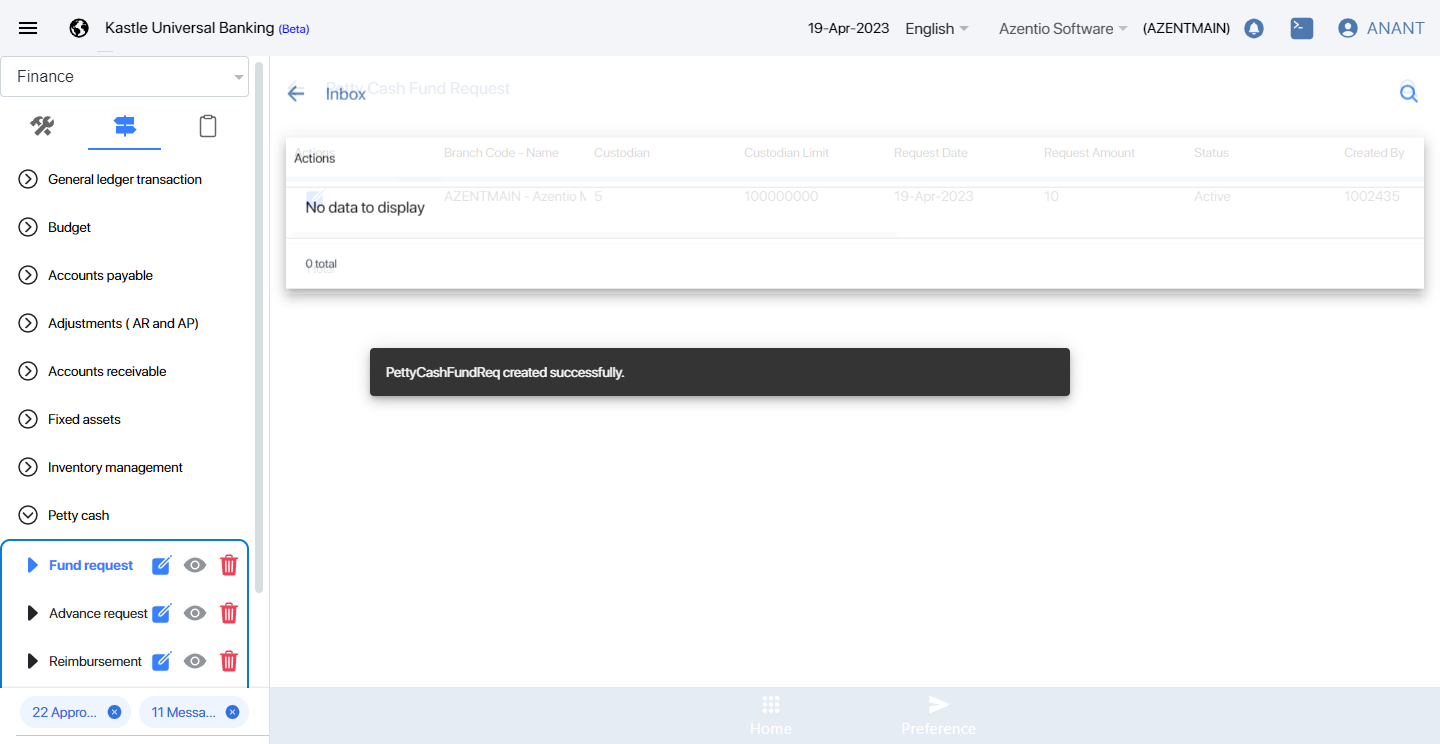 Kastle Universal Banking (Beta)
19-Apr-2023
English
Azentio Software
(AZENTMAIN)
ANANT
Finance
General ledger transaction
Budget
Accounts payable
Adjustments ( AR and AP)
Accounts receivable
Fixed assets
Inventory management
Petty cash
Fund request
Advance request
Reimbursement
22 Appro...
11 Messa...
Petty Cash Fund Request
Inbox
Actions Branch Code - Name Custodian Custodian Limit Request Date Request Amount Status Created By
Actions
AZENTMAIN - Azentio M 5 100000000 19-Apr-2023 10 Active 1002435
No data to display
0 total
PettyCashFundReq created successfully.
Home
Preference